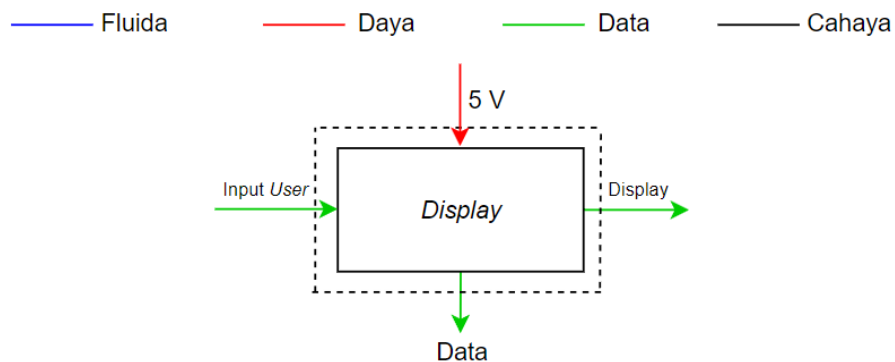 Fluida
Daya
Data
Cahaya
5 V
Input User
Display
Display
Data